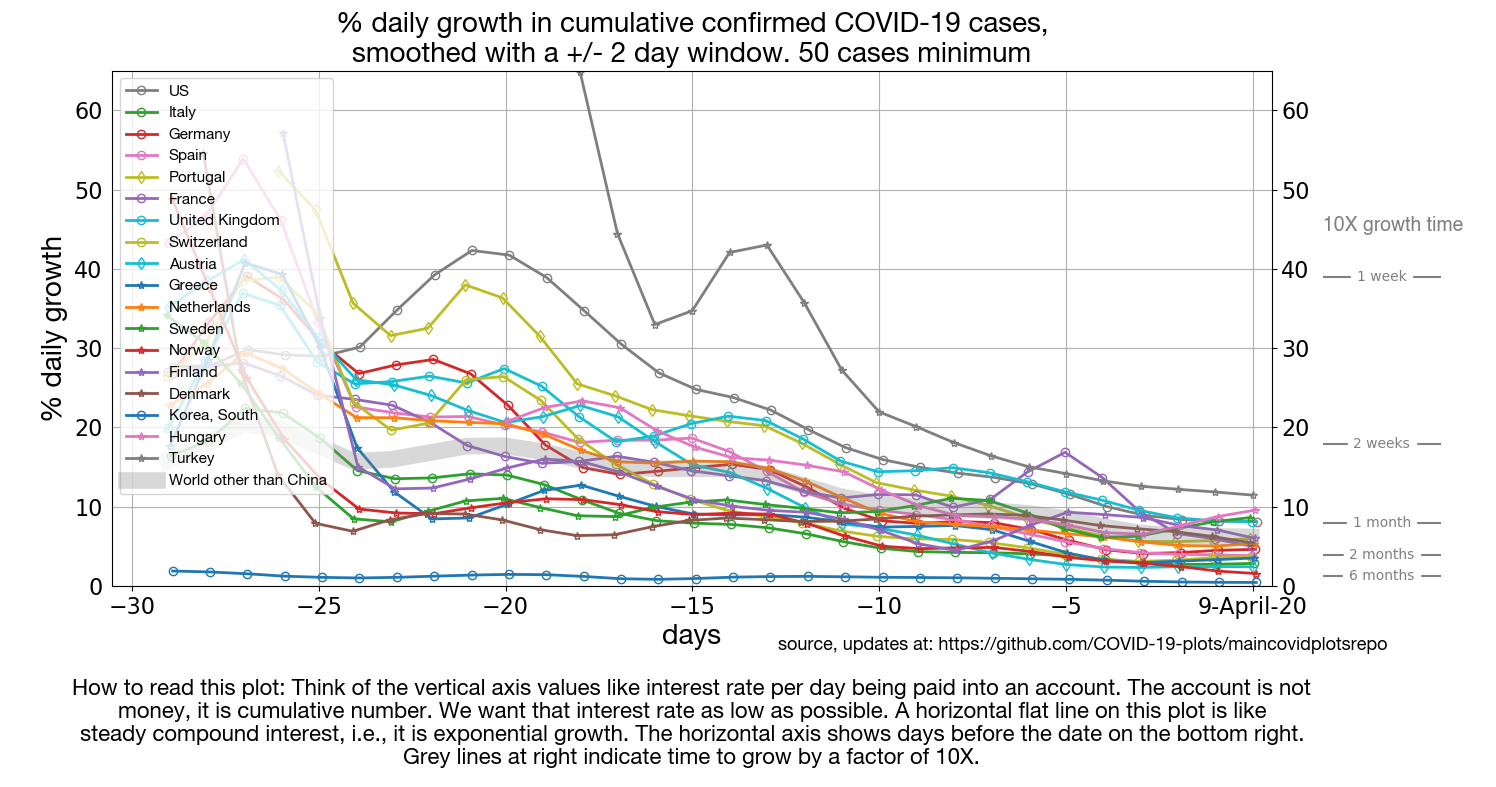 % daily growth in cumulative confirmed COVID-19 cases,
smoothed with a +/- 2 day window. 50 cases minimum
% daily growth
60
50
40
30
20
10
0
US
Italy
Germany
Spain
Portugal
France
United Kingdom
Switzerland
Austria
Greece
Netherlands
Sweden
Norway
Finland
Denmark
Korea, South
Hungary
Turkey
World other than China
60
50
40
30
20
10
0
10X growth time
1 week
2 weeks
1 month
2 months
6 months
−30
−25
−20
−15
−10
−5
9-April-20
days
source, updates at: https://github.com/COVID-19-plots/maincovidplotsrepo
How to read this plot: Think of the vertical axis values like interest rate per day being paid into an account. The account is not
money, it is cumulative number. We want that interest rate as low as possible. A horizontal flat line on this plot is like
steady compound interest, i.e., it is exponential growth. The horizontal axis shows days before the date on the bottom right.
Grey lines at right indicate time to grow by a factor of 10X.